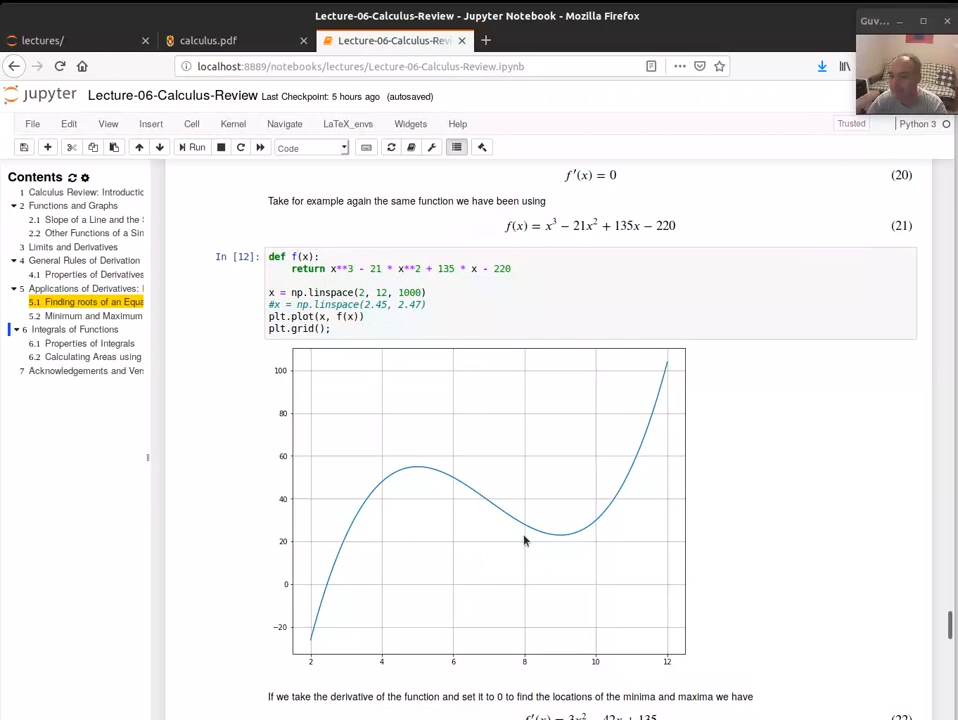 Lecture-06-Calculus-Review - Jupyter Notebook - Mozilla Firefox
Guv...
lectures/
calculus.pdf
Lecture-06-Calculus-Revi
localhost:8889/notebooks/lectures/Lecture-06-Calculus-Review.ipynb
jupyter Lecture-06-Calculus-Review Last Checkpoint: 5 hours ago (autosaved)
File Edit View Insert Cell Kernel Navigate LaTeX_envs Widgets Help Trusted Python 3
Run Code
Contents
1 Calculus Review: Introductic
2 Functions and Graphs
2.1 Slope of a Line and the
2.2 Other Functions of a Sin
3 Limits and Derivatives
4 General Rules of Derivation
4.1 Properties of Derivatives
5 Applications of Derivatives:
5.1 Finding roots of an Equa
5.2 Minimum and Maximum
6 Integrals of Functions
6.1 Properties of Integrals
6.2 Calculating Areas using
7 Acknowledgements and Vers
f′(x) = 0 (20)
Take for example again the same function we have been using
f(x) = x³ − 21x² + 135x − 220 (21)
In [12]: def f(x):
return x**3 - 21 * x**2 + 135 * x - 220
x = np.linspace(2, 12, 1000)
#x = np.linspace(2.45, 2.47)
plt.plot(x, f(x))
plt.grid();
100
80
60
40
20
0
−20
2 4 6 8 10 12
If we take the derivative of the function and set it to 0 to find the locations of the minima and maxima we have
f′(x) = 3x² − 42x + 135 (22)